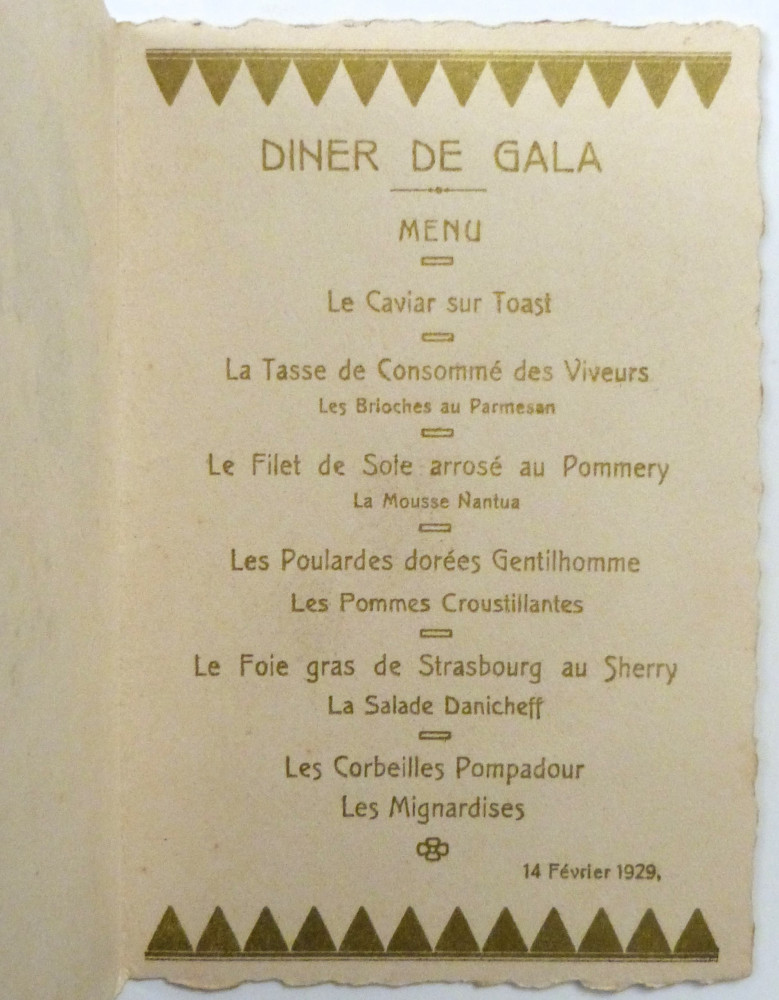 DINER DE GALA
MENU
Le Caviar sur Toast
La Tasse de Consommé des Viveurs
Les Brioches au Parmesan
Le Filet de Sole arrosé au Pommery
La Mousse Nantua
Les Poulardes dorées Gentilhomme
Les Pommes Croustillantes
Le Foie gras de Strasbourg au Sherry
La Salade Danicheff
Les Corbeilles Pompadour
Les Mignardises
14 Février 1929,